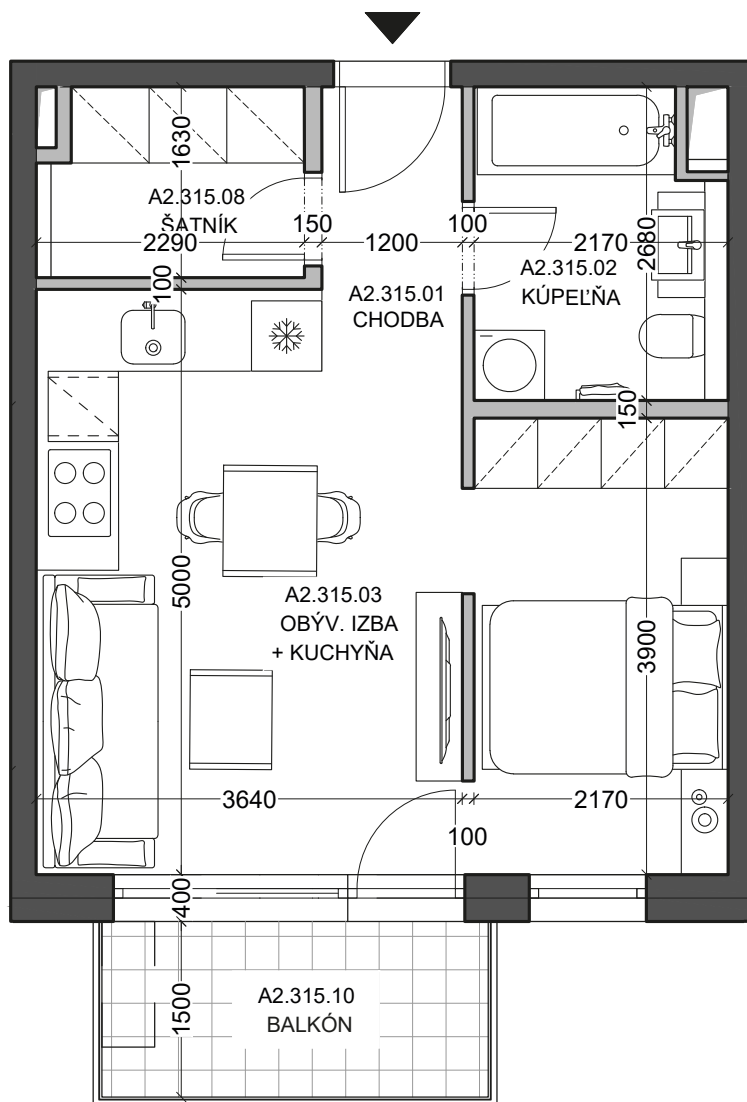 1630
A2.315.08
ŠATNÍK
150
100
2290
1200
2170
2680
A2.315.02
KÚPEĽŇA
100
A2.315.01
CHODBA
150
5000
A2.315.03
OBÝV. IZBA
+ KUCHYŇA
3900
3640
2170
100
400
1500
A2.315.10
BALKÓN